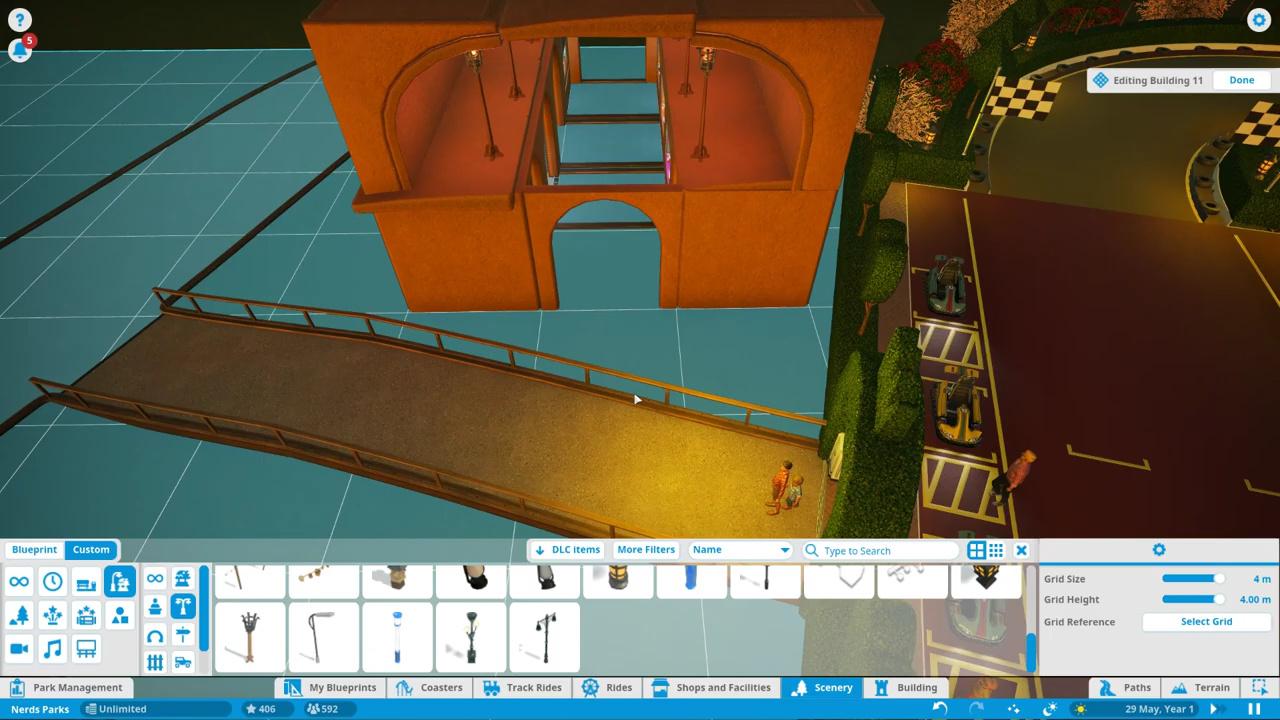 ?
5
Editing Building 11
Done
Blueprint
Custom
DLC items
More Filters
Name
Type to Search
Grid Size
4 m
Grid Height
4.00 m
Grid Reference
Select Grid
Park Management
My Blueprints
Coasters
Track Rides
Rides
Shops and Facilities
Scenery
Building
Paths
Terrain
Nerds Parks
Unlimited
406
592
29 May, Year 1